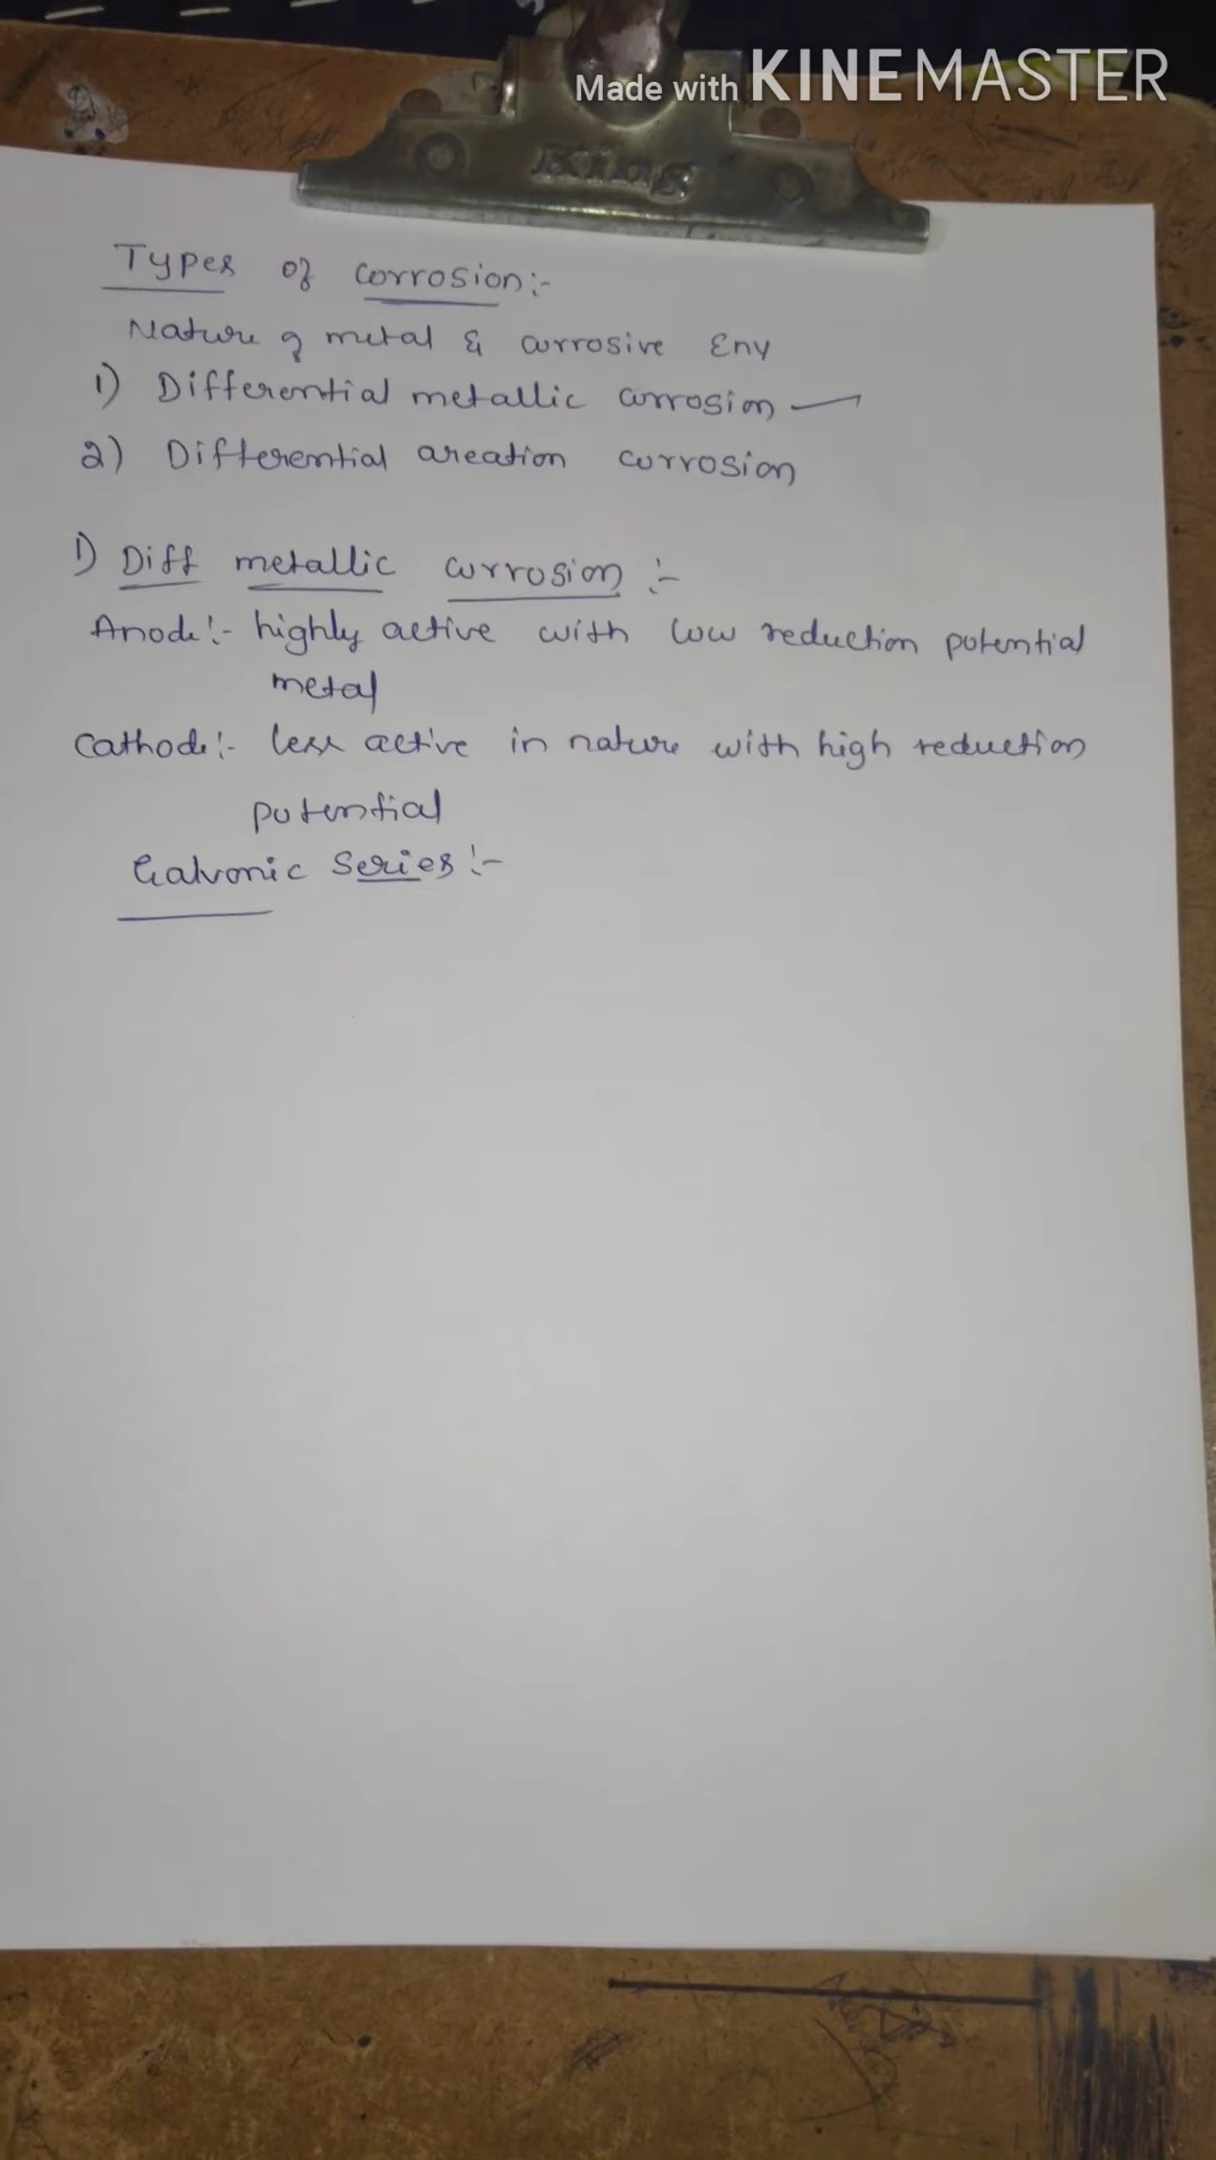 Made with KINEMASTER
King
Types of corrosion:-
Nature of metal & corrosive Env
1) Differential metallic corrosion —
2) Differential areation corrosion
1) Diff metallic corrosion :-
Anode:- highly active with low reduction potential
metal
Cathode:- less active in nature with high reduction
potential
Galvonic Series:-